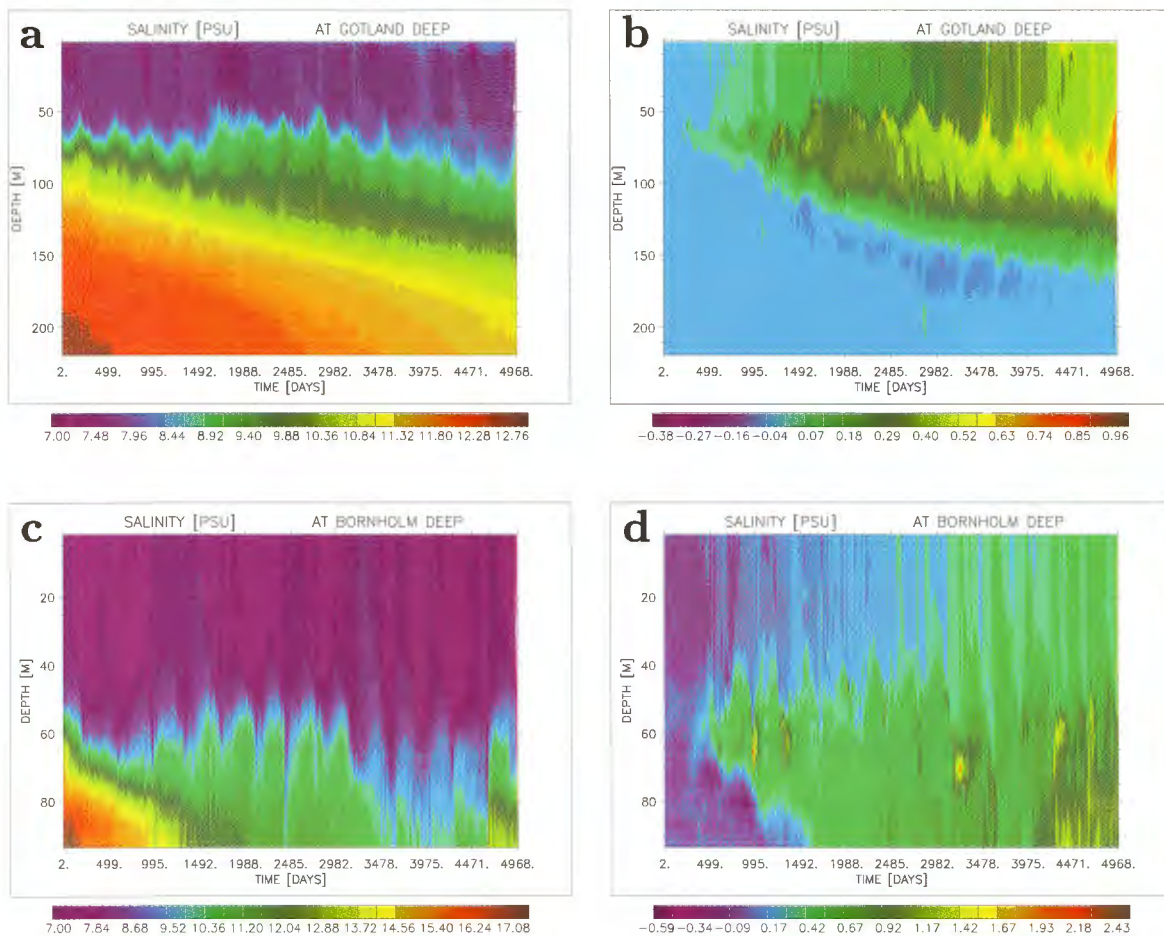 a
SALINITY [PSU] AT GOTLAND DEEP
DEPTH [M]
50
100
150
200
2. 499. 995. 1492. 1988. 2485. 2982. 3478. 3975. 4471. 4968.
TIME [DAYS]
7.00 7.48 7.96 8.44 8.92 9.40 9.88 10.36 10.84 11.32 11.80 12.28 12.76
b
SALINITY [PSU] AT GOTLAND DEEP
DEPTH [M]
50
100
150
200
2. 499. 995. 1492. 1988. 2485. 2982. 3478. 3975. 4471. 4968.
TIME [DAYS]
-0.38 -0.27 -0.16 -0.04 0.07 0.18 0.29 0.40 0.52 0.63 0.74 0.85 0.96
c
SALINITY [PSU] AT BORNHOLM DEEP
DEPTH [M]
20
40
60
80
2. 499. 995. 1492. 1988. 2485. 2982. 3478. 3975. 4471. 4968.
TIME [DAYS]
7.00 7.84 8.68 9.52 10.36 11.20 12.04 12.88 13.72 14.56 15.40 16.24 17.08
d
SALINITY [PSU] AT BORNHOLM DEEP
DEPTH [M]
20
40
60
80
2. 499. 995. 1492. 1988. 2485. 2982. 3478. 3975. 4471. 4968.
TIME [DAYS]
-0.59 -0.34 -0.09 0.17 0.42 0.67 0.92 1.17 1.42 1.67 1.93 2.18 2.43